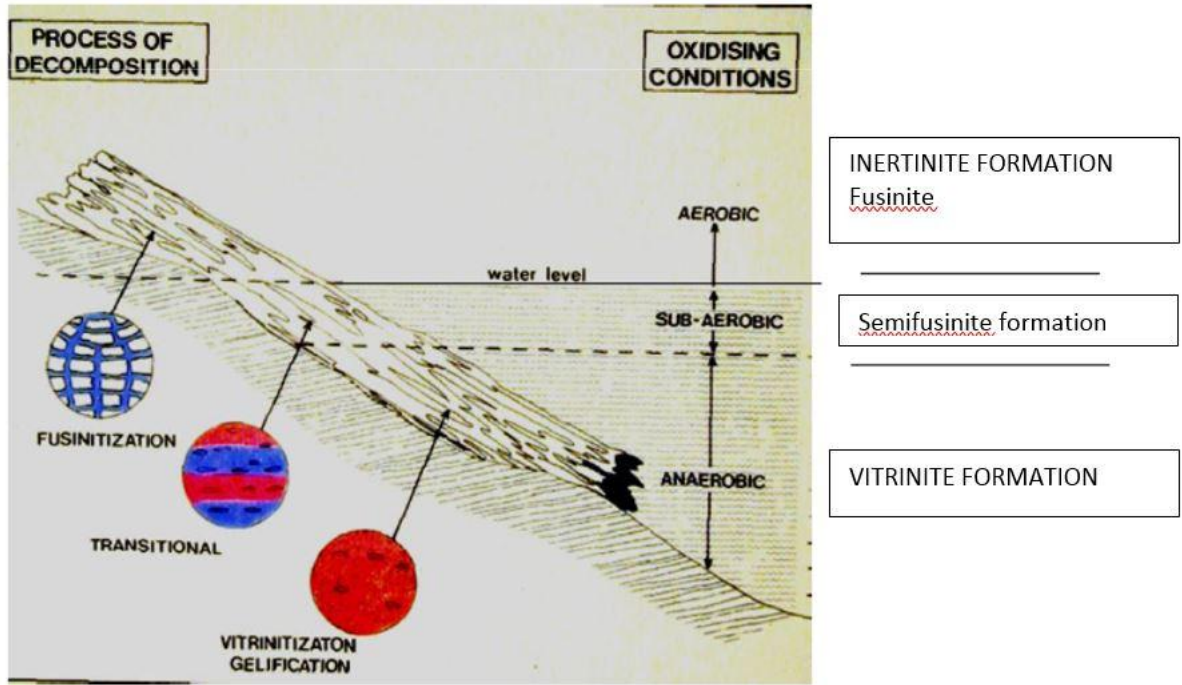 PROCESS OF
DECOMPOSITION
OXIDISING
CONDITIONS
INERTINITE FORMATION
Fusinite
AEROBIC
water level
Semifusinite formation
SUB-AEROBIC
FUSINITIZATION
VITRINITE FORMATION
ANAEROBIC
TRANSITIONAL
VITRINITIZATON
GELIFICATION